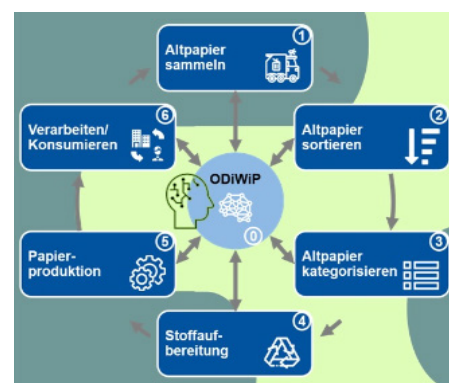 1
Altpapier
sammeln
2
Altpapier
sortieren
3
Altpapier
kategorisieren
4
Stoffauf-
bereitung
5
Papier-
produktion
6
Verarbeiten/
Konsumieren
ODiWiP
0